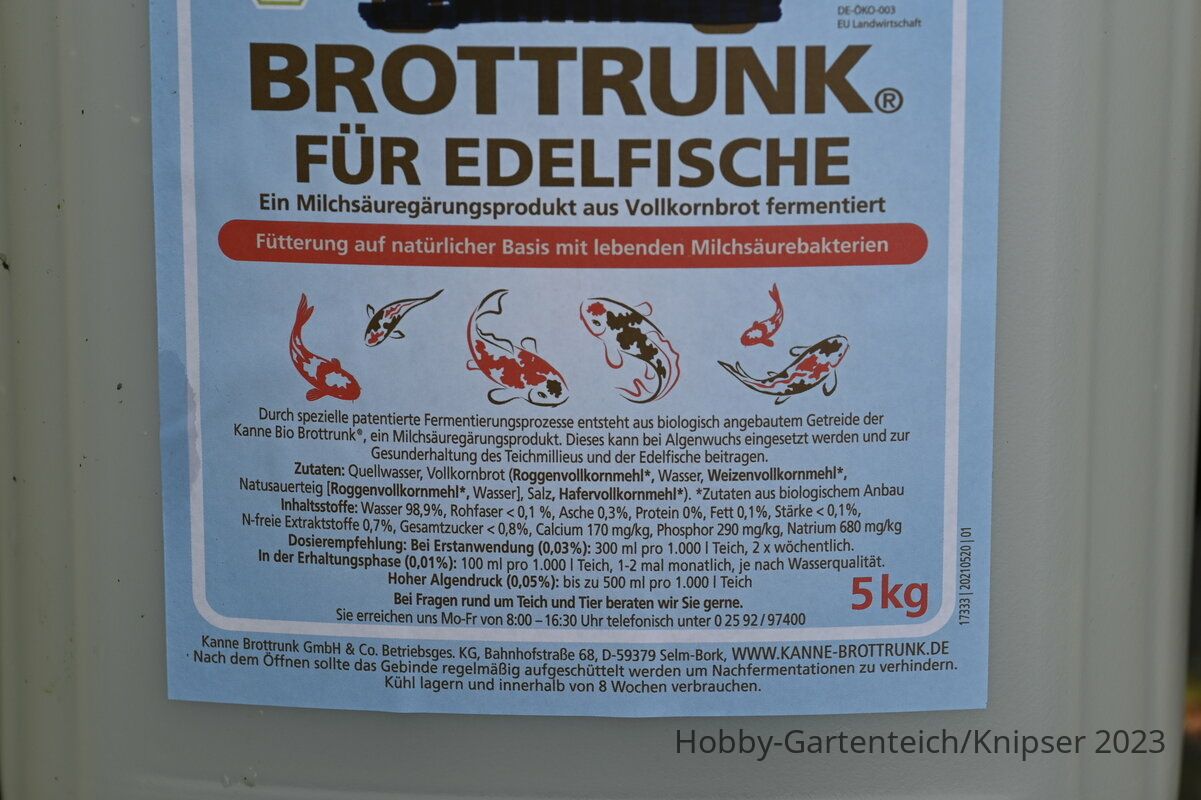 DE-ÖKO-003
EU Landwirtschaft
BROTTRUNK®
FÜR EDELFISCHE
Ein Milchsäuregärungsprodukt aus Vollkornbrot fermentiert
Fütterung auf natürlicher Basis mit lebenden Milchsäurebakterien
Durch spezielle patentierte Fermentierungsprozesse entsteht aus biologisch angebautem Getreide der
Kanne Bio Brottrunk®, ein Milchsäuregärungsprodukt. Dieses kann bei Algenwuchs eingesetzt werden und zur
Gesunderhaltung des Teichmillieus und der Edelfische beitragen.
Zutaten: Quellwasser, Vollkornbrot (Roggenvollkornmehl*, Wasser, Weizenvollkornmehl*,
Natusauerteig [Roggenvollkornmehl*, Wasser], Salz, Hafervollkornmehl*). *Zutaten aus biologischem Anbau
Inhaltsstoffe: Wasser 98,9%, Rohfaser < 0,1 %, Asche 0,3%, Protein 0%, Fett 0,1%, Stärke < 0,1%,
N-freie Extraktstoffe 0,7%, Gesamtzucker < 0,8%, Calcium 170 mg/kg, Phosphor 290 mg/kg, Natrium 680 mg/kg
Dosierempfehlung: Bei Erstanwendung (0,03%): 300 ml pro 1.000 l Teich, 2 x wöchentlich.
In der Erhaltungsphase (0,01%): 100 ml pro 1.000 l Teich, 1-2 mal monatlich, je nach Wasserqualität.
Hoher Algendruck (0,05%): bis zu 500 ml pro 1.000 l Teich
5 kg
Bei Fragen rund um Teich und Tier beraten wir Sie gerne.
Sie erreichen uns Mo-Fr von 8:00 – 16:30 Uhr telefonisch unter 0 25 92 / 97400
17333 | 20210520 | 01
Kanne Brottrunk GmbH & Co. Betriebsges. KG, Bahnhofstraße 68, D-59379 Selm-Bork, WWW.KANNE-BROTTRUNK.DE
Nach dem Öffnen sollte das Gebinde regelmäßig aufgeschüttelt werden um Nachfermentationen zu verhindern.
Kühl lagern und innerhalb von 8 Wochen verbrauchen.
Hobby-Gartenteich/Knipser 2023